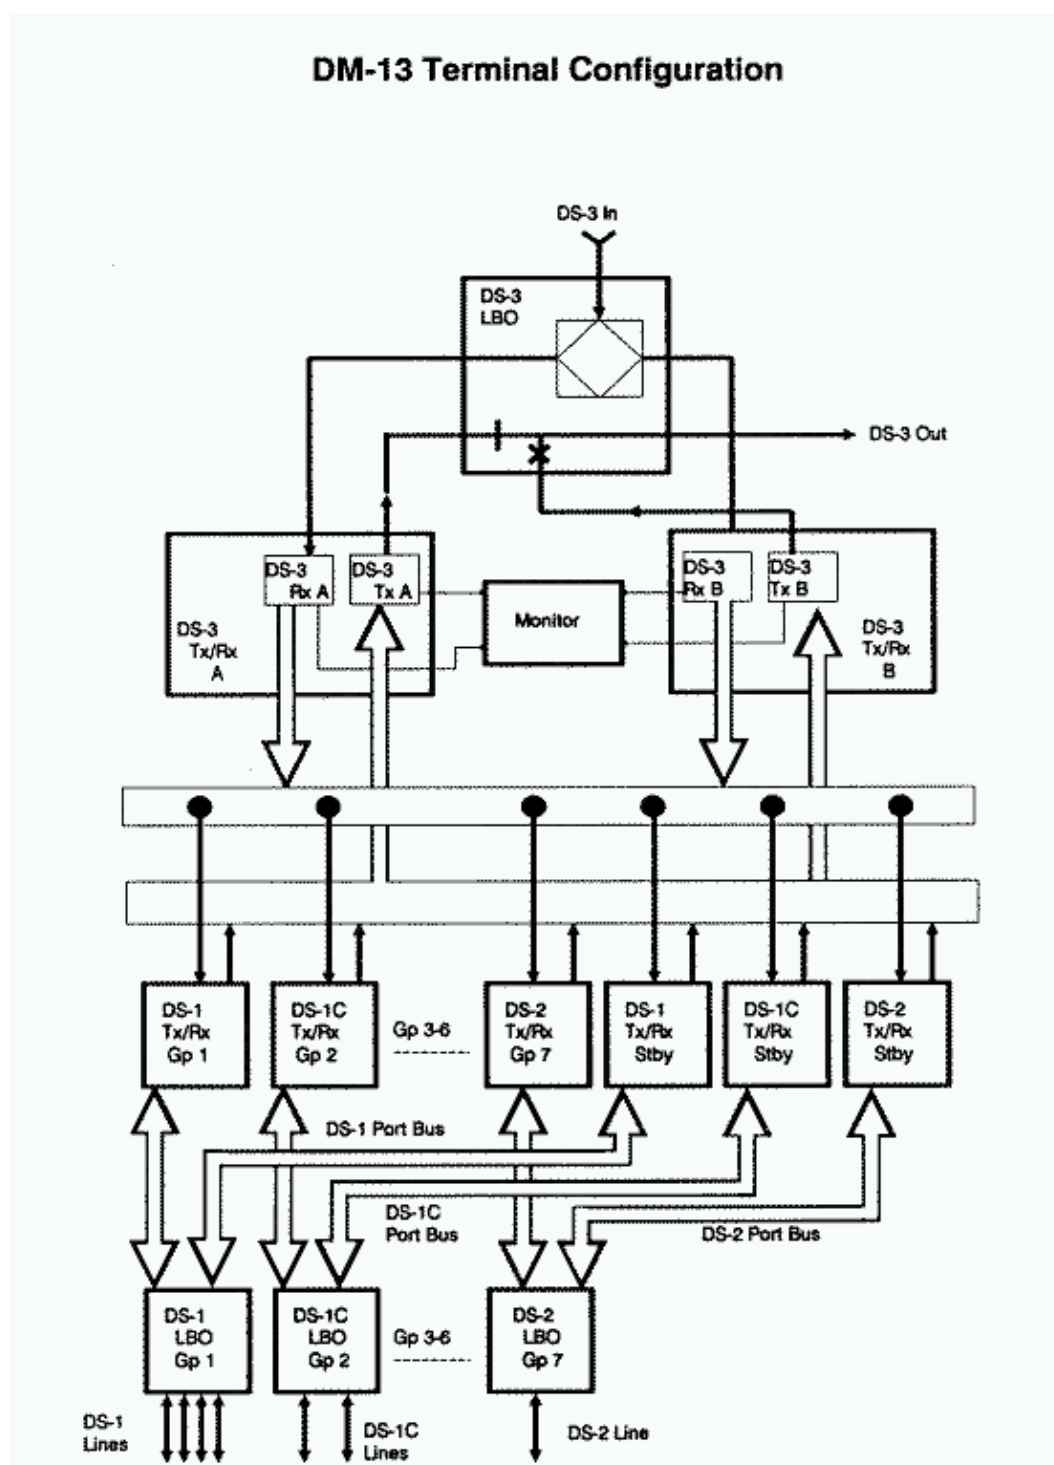 DM-13 Terminal Configuration
DS-3 In
DS-3
LBO
DS-3 Out
DS-3
Rx A
DS-3
Tx A
DS-3
Tx/Rx
A
Monitor
DS-3
Rx B
DS-3
Tx B
DS-3
Tx/Rx
B
DS-1
Tx/Rx
Gp 1
DS-1C
Tx/Rx
Gp 2
Gp 3-6
DS-2
Tx/Rx
Gp 7
DS-1
Tx/Rx
Stby
DS-1C
Tx/Rx
Stby
DS-2
Tx/Rx
Stby
DS-1 Port Bus
DS-1C
Port Bus
DS-2 Port Bus
DS-1
LBO
Gp 1
DS-1C
LBO
Gp 2
Gp 3-6
DS-2
LBO
Gp 7
DS-1
Lines
DS-1C
Lines
DS-2 Line